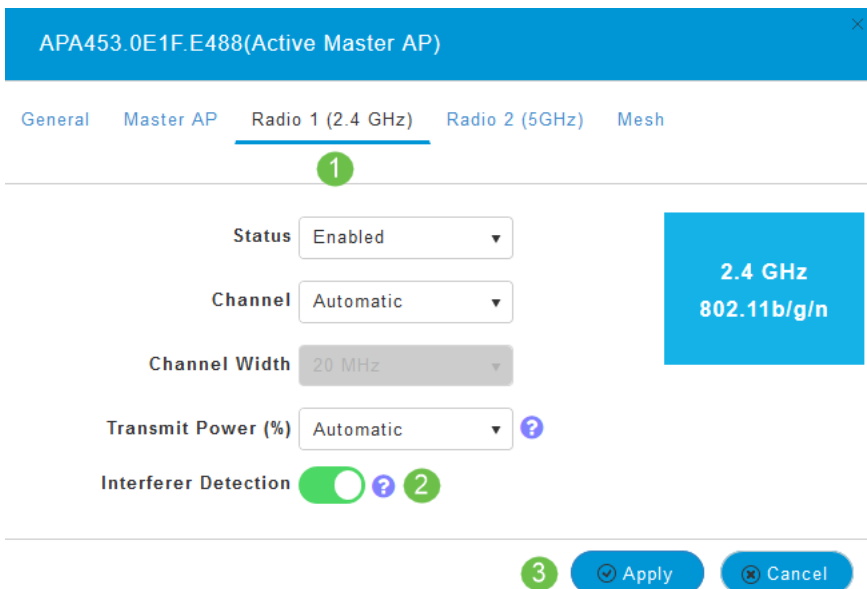 APA453.0E1F.E488(Active Master AP)
General Master AP Radio 1 (2.4 GHz) Radio 2 (5GHz) Mesh
1
Status Enabled
Channel Automatic
Channel Width 20 MHz
Transmit Power (%) Automatic ?
Interferer Detection ? 2
2.4 GHz
802.11b/g/n
3 Apply Cancel